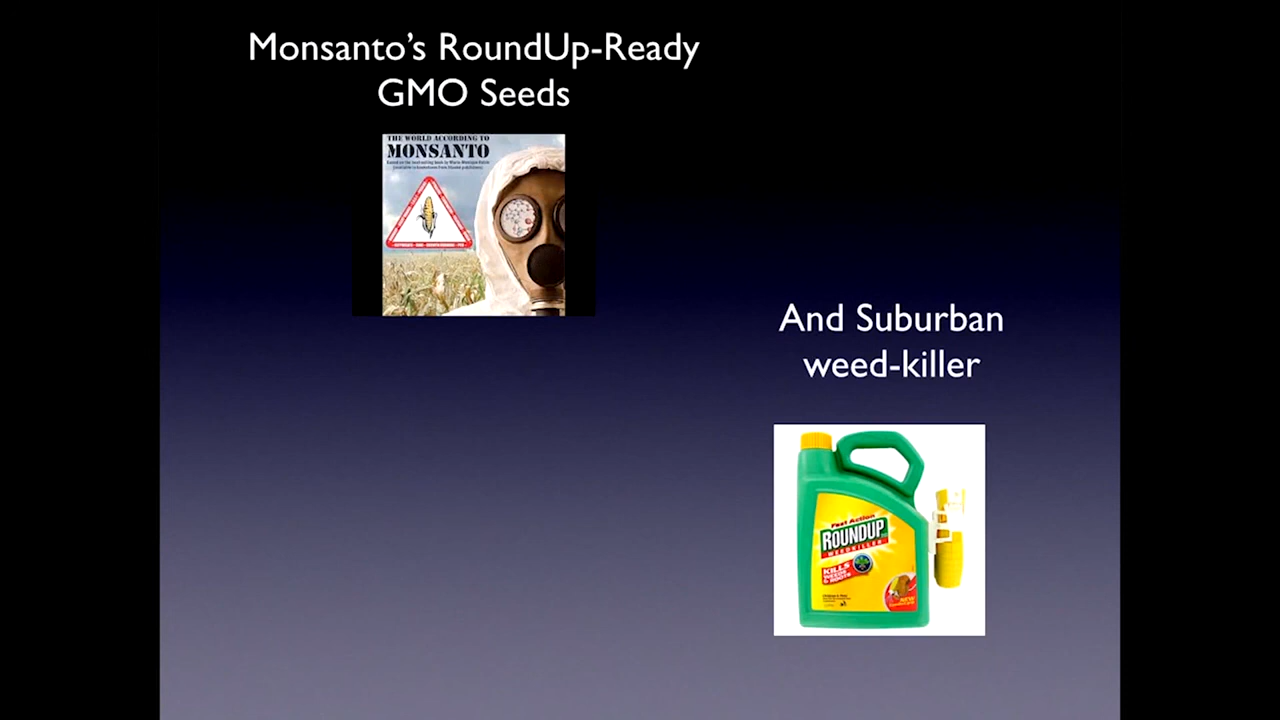 Monsanto's RoundUp-Ready
GMO Seeds
THE WORLD ACCORDING TO
MONSANTO
And Suburban
weed-killer
Fast Action
ROUNDUP
WEEDKILLER
KILLS
WEEDS
& ROOTS
NEW